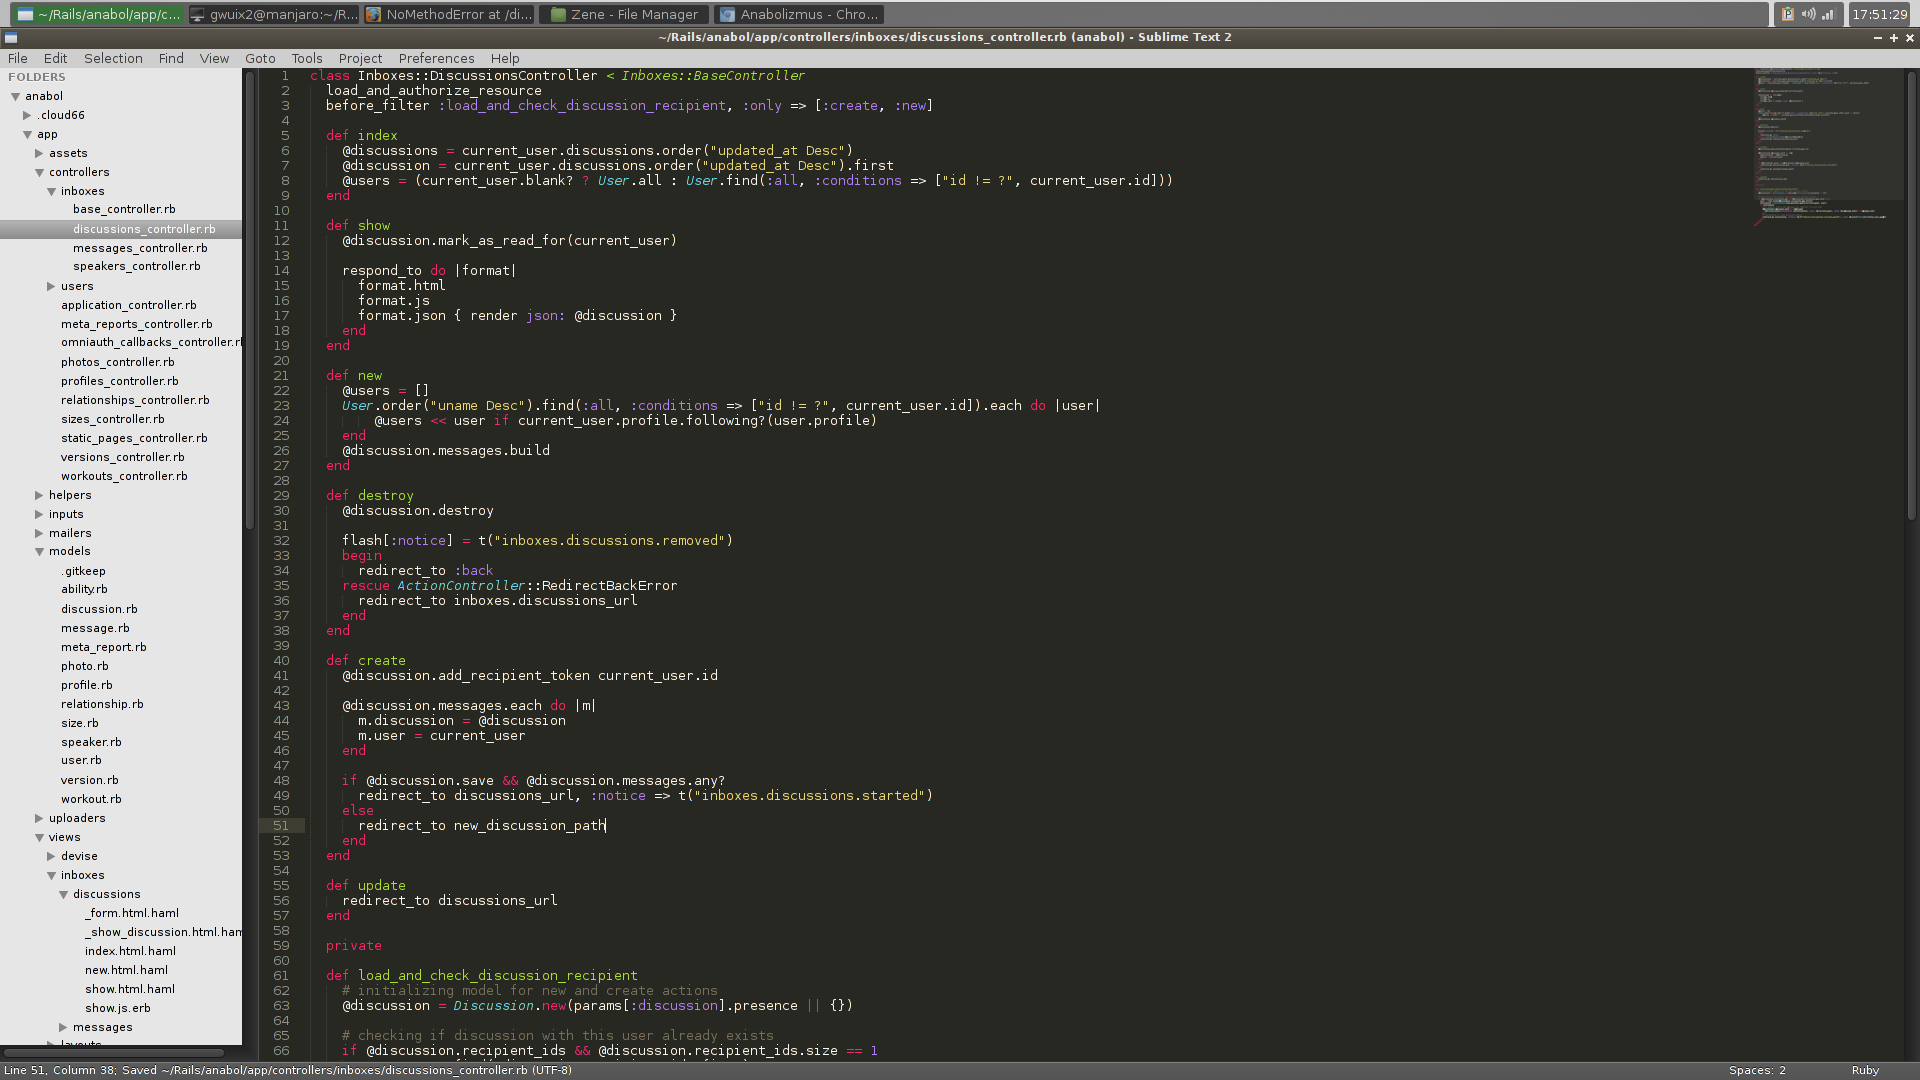 ~/Rails/anabol/app/c...
gwuix2@manjaro:~/R...
NoMethodError at /di...
Zene - File Manager
Anabolizmus - Chro...
17:51:29
~/Rails/anabol/app/controllers/inboxes/discussions_controller.rb (anabol) - Sublime Text 2
File Edit Selection Find View Goto Tools Project Preferences Help
FOLDERS
anabol
.cloud66
app
assets
controllers
inboxes
base_controller.rb
discussions_controller.rb
messages_controller.rb
speakers_controller.rb
users
application_controller.rb
meta_reports_controller.rb
omniauth_callbacks_controller.r
photos_controller.rb
profiles_controller.rb
relationships_controller.rb
sizes_controller.rb
static_pages_controller.rb
versions_controller.rb
workouts_controller.rb
helpers
inputs
mailers
models
.gitkeep
ability.rb
discussion.rb
message.rb
meta_report.rb
photo.rb
profile.rb
relationship.rb
size.rb
speaker.rb
user.rb
version.rb
workout.rb
uploaders
views
devise
inboxes
discussions
_form.html.haml
_show_discussion.html.ham
index.html.haml
new.html.haml
show.html.haml
show.js.erb
messages
layouts
1 class Inboxes::DiscussionsController < Inboxes::BaseController
2 load_and_authorize_resource
3 before_filter :load_and_check_discussion_recipient, :only => [:create, :new]
4
5 def index
6 @discussions = current_user.discussions.order("updated_at Desc")
7 @discussion = current_user.discussions.order("updated_at Desc").first
8 @users = (current_user.blank? ? User.all : User.find(:all, :conditions => ["id != ?", current_user.id]))
9 end
10
11 def show
12 @discussion.mark_as_read_for(current_user)
13
14 respond_to do |format|
15 format.html
16 format.js
17 format.json { render json: @discussion }
18 end
19 end
20
21 def new
22 @users = []
23 User.order("uname Desc").find(:all, :conditions => ["id != ?", current_user.id]).each do |user|
24 @users << user if current_user.profile.following?(user.profile)
25 end
26 @discussion.messages.build
27 end
28
29 def destroy
30 @discussion.destroy
31
32 flash[:notice] = t("inboxes.discussions.removed")
33 begin
34 redirect_to :back
35 rescue ActionController::RedirectBackError
36 redirect_to inboxes.discussions_url
37 end
38 end
39
40 def create
41 @discussion.add_recipient_token current_user.id
42
43 @discussion.messages.each do |m|
44 m.discussion = @discussion
45 m.user = current_user
46 end
47
48 if @discussion.save && @discussion.messages.any?
49 redirect_to discussions_url, :notice => t("inboxes.discussions.started")
50 else
51 redirect_to new_discussion_path
52 end
53 end
54
55 def update
56 redirect_to discussions_url
57 end
58
59 private
60
61 def load_and_check_discussion_recipient
62 # initializing model for new and create actions
63 @discussion = Discussion.new(params[:discussion].presence || {})
64
65 # checking if discussion with this user already exists
66 if @discussion.recipient_ids && @discussion.recipient_ids.size == 1
Line 51, Column 38; Saved ~/Rails/anabol/app/controllers/inboxes/discussions_controller.rb (UTF-8)
Spaces: 2
Ruby